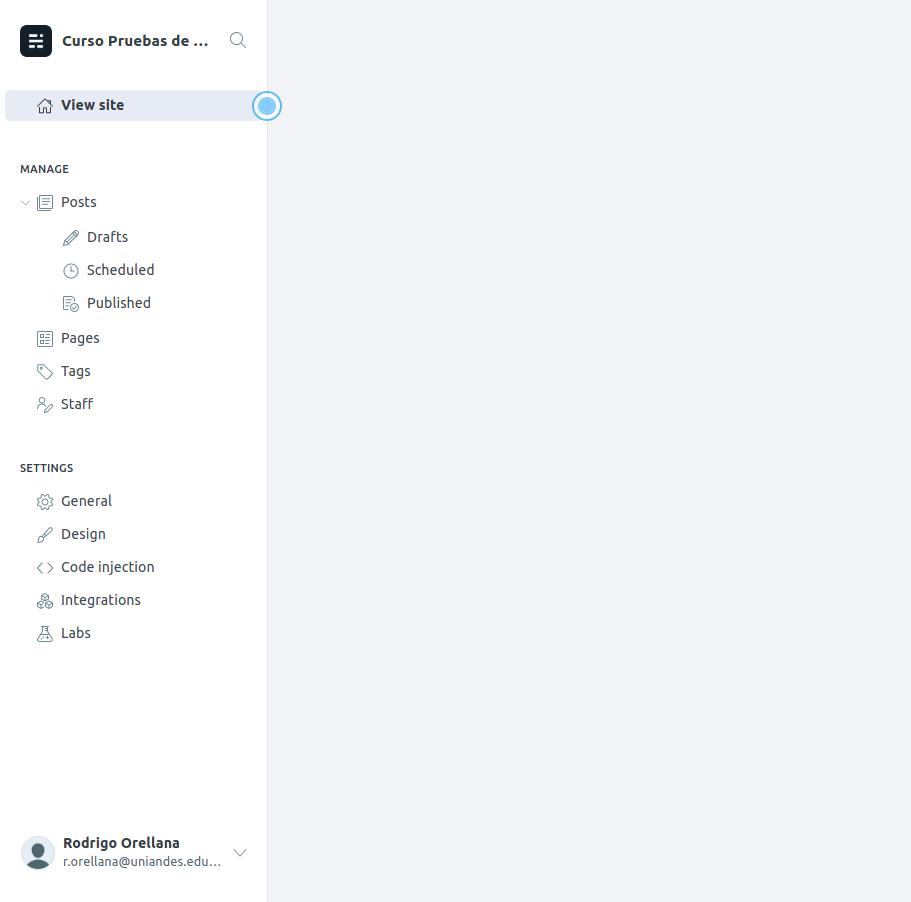 Curso Pruebas de ...
View site
MANAGE
Posts
Drafts
Scheduled
Published
Pages
Tags
Staff
SETTINGS
General
Design
Code injection
Integrations
Labs
Rodrigo Orellana
r.orellana@uniandes.edu...